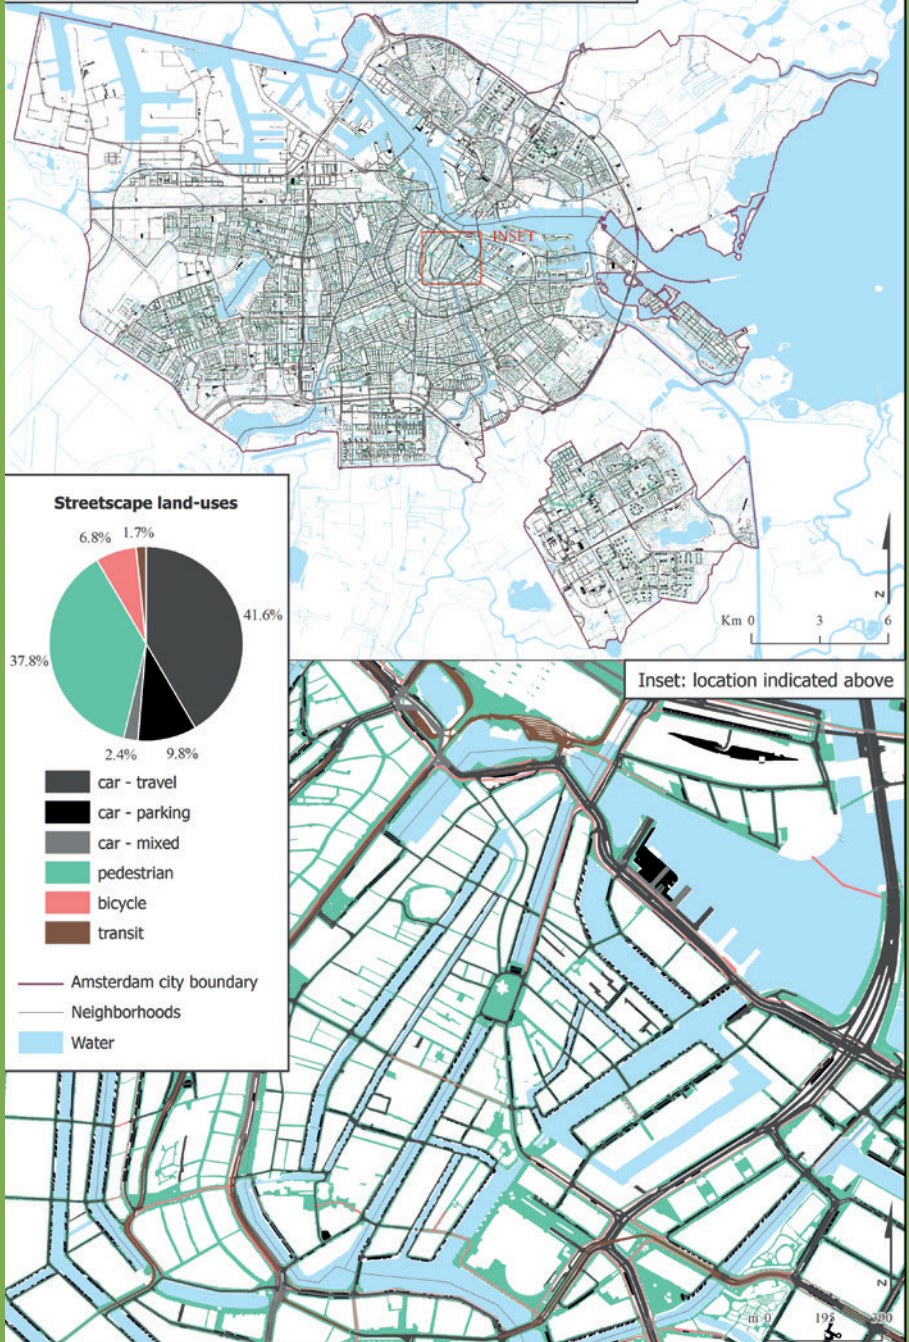 INSET
N
Km 0 3 6
Streetscape land-uses
6.8% 1.7%
41.6%
37.8%
2.4% 9.8%
car - travel
car - parking
car - mixed
pedestrian
bicycle
transit
Amsterdam city boundary
Neighborhoods
Water
Inset: location indicated above
N
m 0 195 390